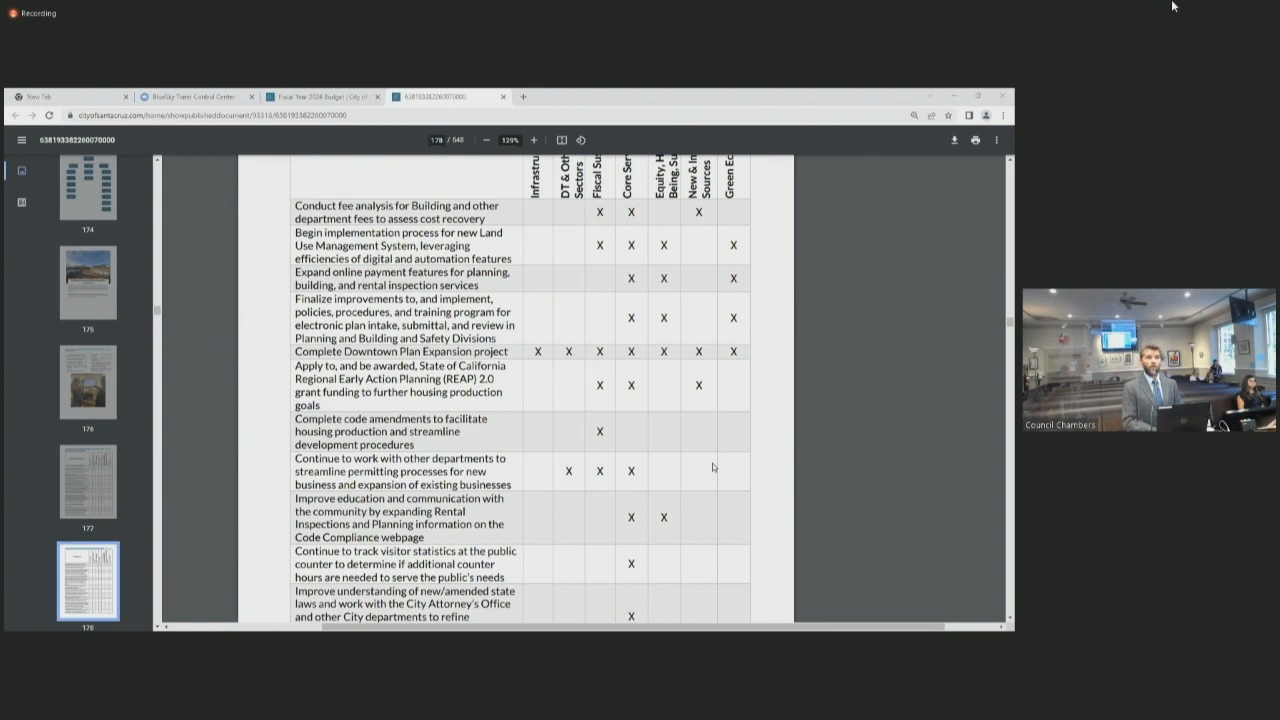 Recording
New Tab
BlueSky Tower Control Center
Fiscal Year 2024 Budget | City of
638193382260070000
cityofsantacruz.com/home/showpublisheddocument/93316/638193382260070000
638193382260070000
178 / 548
129%
174
175
176
177
178
Infrastru
DT & Oth
Sectors
Fiscal Sus
Core Ser
Equity, H
Being, Su
New & In
Sources
Green Ec
Conduct fee analysis for Building and other
department fees to assess cost recovery
X X X
Begin implementation process for new Land
Use Management System, leveraging
efficiencies of digital and automation features
X X X X
Expand online payment features for planning,
building, and rental inspection services
X X X
Finalize improvements to, and implement,
policies, procedures, and training program for
electronic plan intake, submittal, and review in
Planning and Building and Safety Divisions
X X X
Complete Downtown Plan Expansion project X X X X X X X
Apply to, and be awarded, State of California
Regional Early Action Planning (REAP) 2.0
grant funding to further housing production
goals
X X X
Complete code amendments to facilitate
housing production and streamline
development procedures
X
Continue to work with other departments to
streamline permitting processes for new
business and expansion of existing businesses
X X X
Improve education and communication with
the community by expanding Rental
Inspections and Planning information on the
Code Compliance webpage
X X
Continue to track visitor statistics at the public
counter to determine if additional counter
hours are needed to serve the public's needs
X
Improve understanding of new/amended state
laws and work with the City Attorney's Office
and other City departments to refine
X
Council Chambers